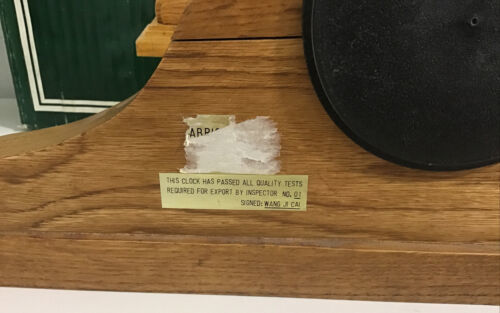 THIS CLOCK HAS PASSED ALL QUALITY TESTS
REQUIRED FOR EXPORT BY INSPECTOR NO. 01
SIGNED: WANG JI CAI